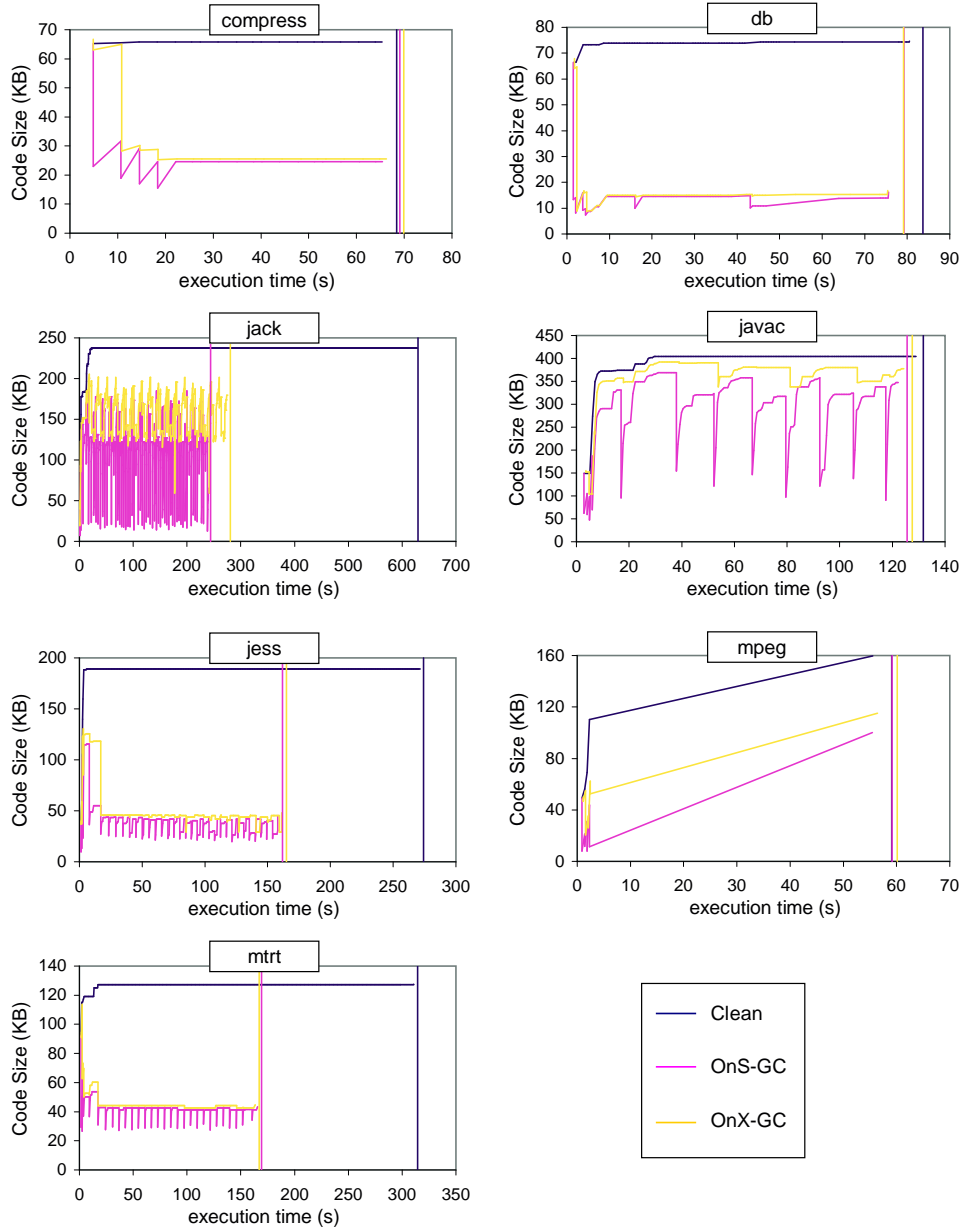 compress
Code Size (KB)
70
60
50
40
30
20
10
0
0 10 20 30 40 50 60 70 80
execution time (s)
db
Code Size (KB)
80
70
60
50
40
30
20
10
0
0 10 20 30 40 50 60 70 80 90
execution time (s)
jack
Code Size (KB)
250
200
150
100
50
0
0 100 200 300 400 500 600 700
execution time (s)
javac
Code Size (KB)
450
400
350
300
250
200
150
100
50
0
0 20 40 60 80 100 120 140
execution time (s)
jess
Code Size (KB)
200
150
100
50
0
0 50 100 150 200 250 300
execution time (s)
mpeg
Code Size (KB)
160
120
80
40
0
0 10 20 30 40 50 60 70
execution time (s)
mtrt
Code Size (KB)
140
120
100
80
60
40
20
0
0 50 100 150 200 250 300 350
execution time (s)
Clean
OnS-GC
OnX-GC